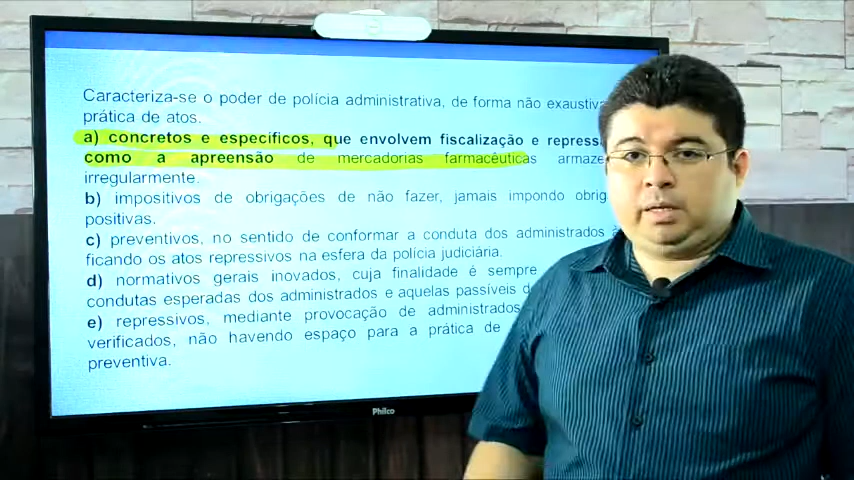 Caracteriza-se o poder de polícia administrativa, de forma não exaustiva
prática de atos.
a) concretos e específicos, que envolvem fiscalização e
como a apreensão de mercadorias farmacêuticas
irregularmente.
b) impositivos de obrigações de não fazer, jamais impondo
positivas.
c) preventivos, no sentido de conformar a conduta dos administrados
ficando os atos repressivos na esfera da polícia judiciária.
d) normativos gerais inovados, cuja finalidade é sempre
condutas esperadas dos administrados e aquelas passíveis
e) repressivos, mediante provocação de administrados
verificados, não havendo espaço para a prática de
preventiva.
Philco